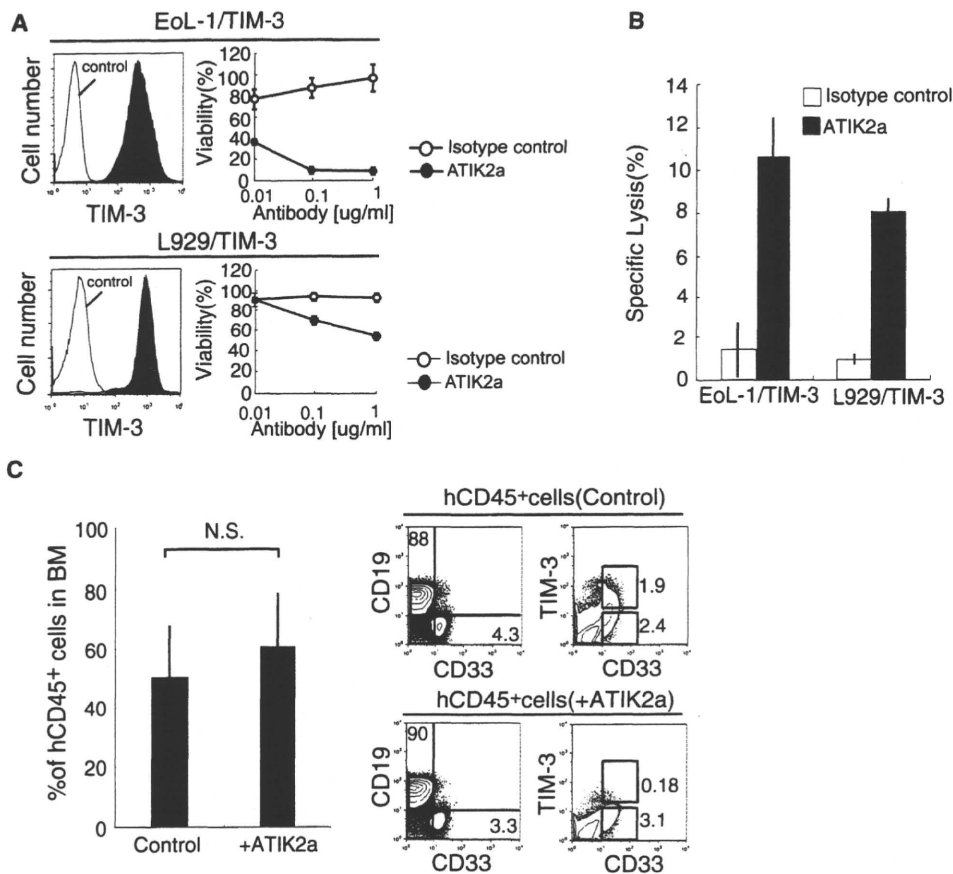 A
EoL-1/TIM-3
Cell number
control
TIM-3
Viability(%)
120
100
80
60
40
20
0
0.01
0.1
1
Antibody [ug/ml]
Isotype control
ATIK2a
L929/TIM-3
Cell number
control
TIM-3
Viability(%)
120
100
80
60
40
20
0
0.01
0.1
1
Antibody [ug/ml]
Isotype control
ATIK2a
B
Specific Lysis(%)
14
12
10
8
6
4
2
0
Isotype control
ATIK2a
EoL-1/TIM-3
L929/TIM-3
C
%of hCD45+ cells in BM
100
80
60
40
20
0
N.S.
Control
+ATIK2a
hCD45+cells(Control)
CD19
88
4.3
CD33
TIM-3
1.9
2.4
CD33
hCD45+cells(+ATIK2a)
CD19
90
3.3
CD33
TIM-3
0.18
3.1
CD33